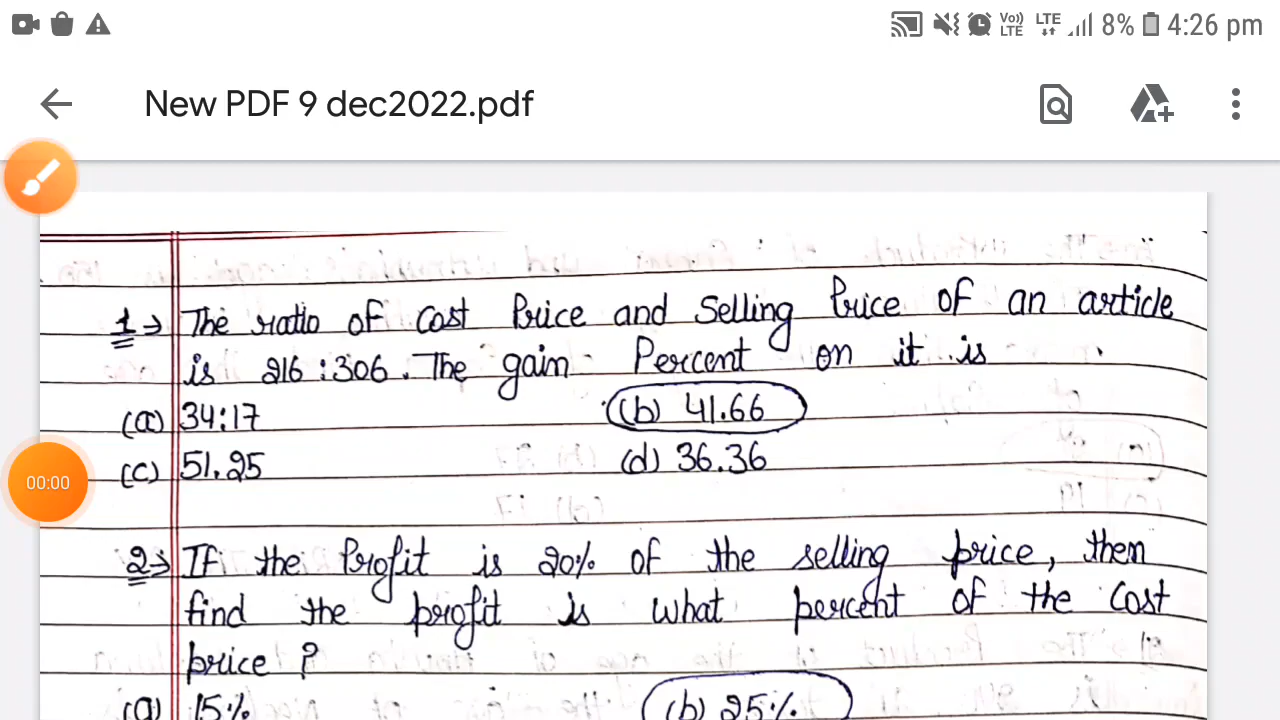 Vo)) LTE LTE 8% 4:26 pm
New PDF 9 dec2022.pdf
1→ The ratio of cost Price and Selling Price of an article
is 216:306. The gain Percent on it is
(a) 34:17 (b) 41.66
00:00
(c) 51.25 (d) 36.36
2→ If the Profit is 20% of the selling price, then
find the profit is what percent of the cost
price ?
(a) 15% (b) 25%